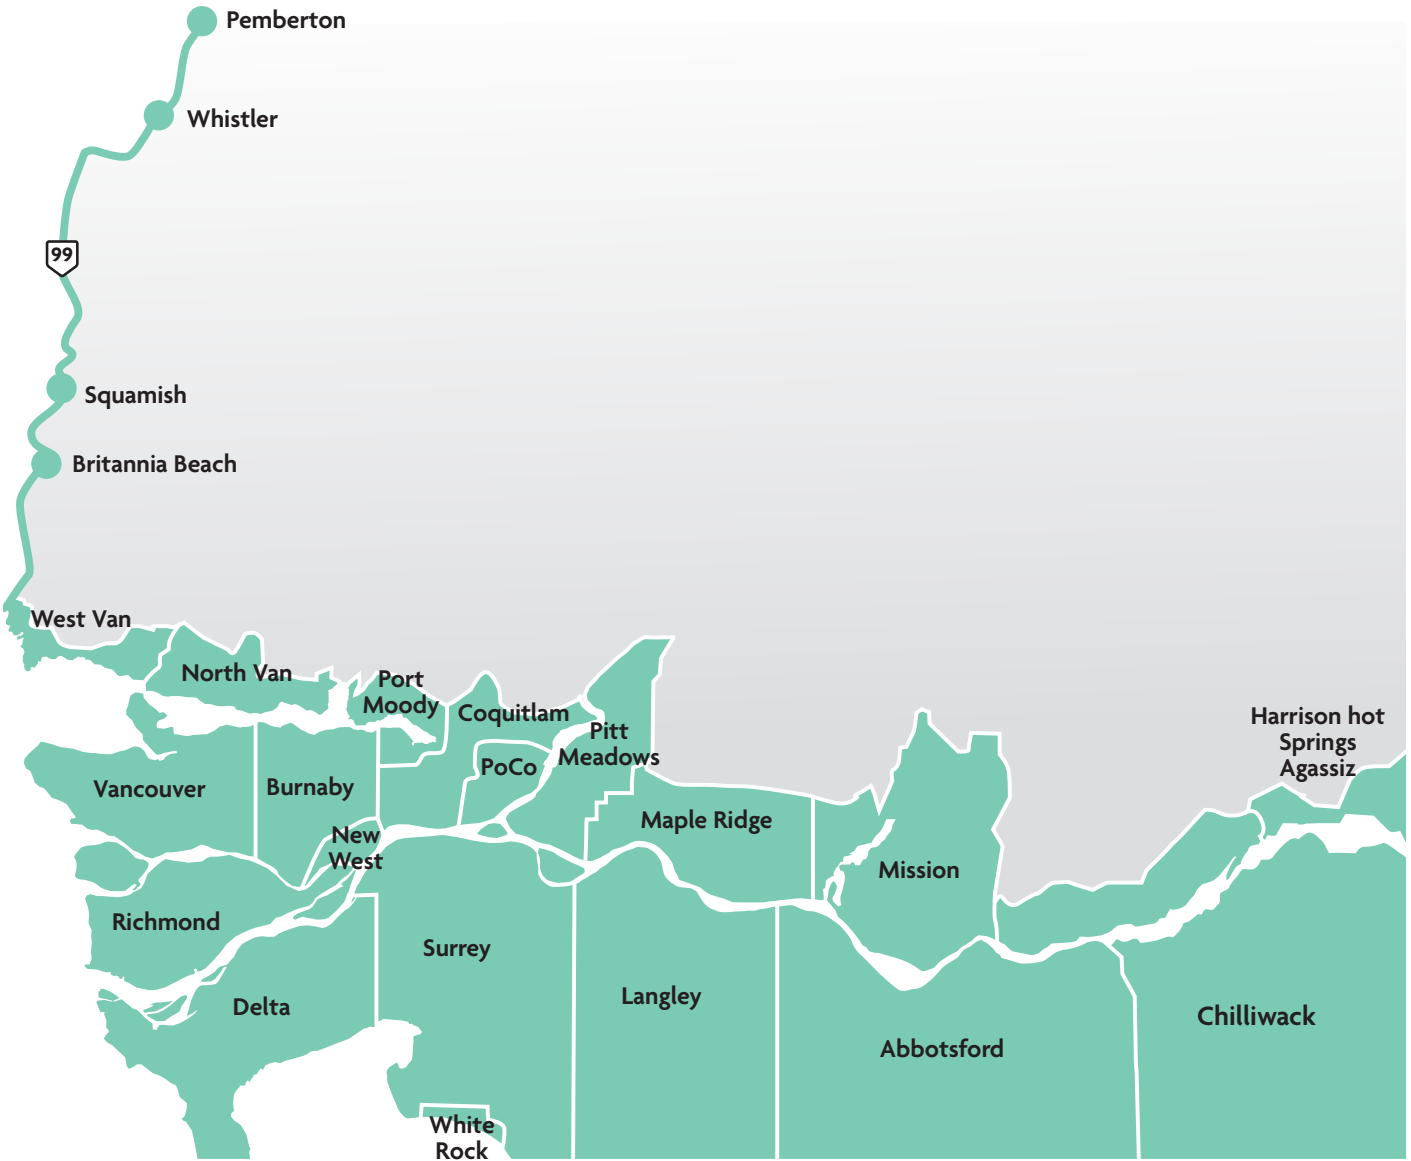 Pemberton
Whistler
99
Squamish
Britannia Beach
West Van
North Van
Port
Moody
Coquitlam
Pitt
Meadows
PoCo
Harrison hot
Springs
Agassiz
Vancouver
Burnaby
New
West
Maple Ridge
Mission
Richmond
Surrey
Delta
Langley
Abbotsford
Chilliwack
White
Rock